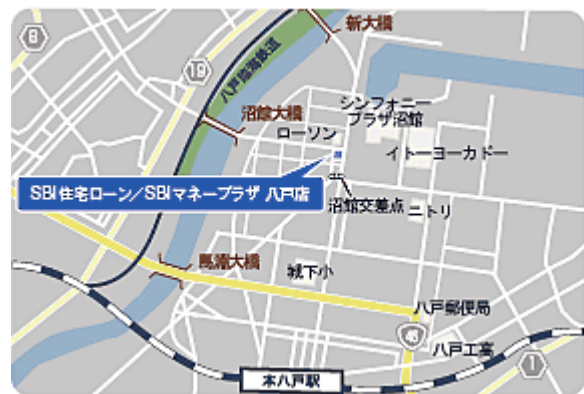 新大橋
8
19
八戸臨海鉄道
シンフォニー
プラザ沼館
沼館大橋
ローソン
イトーヨーカドー
SBI住宅ローン／SBIマネープラザ 八戸店
沼館交差点
ニトリ
馬淵大橋
城下小
八戸郵便局
45
八戸工高
1
本八戸駅